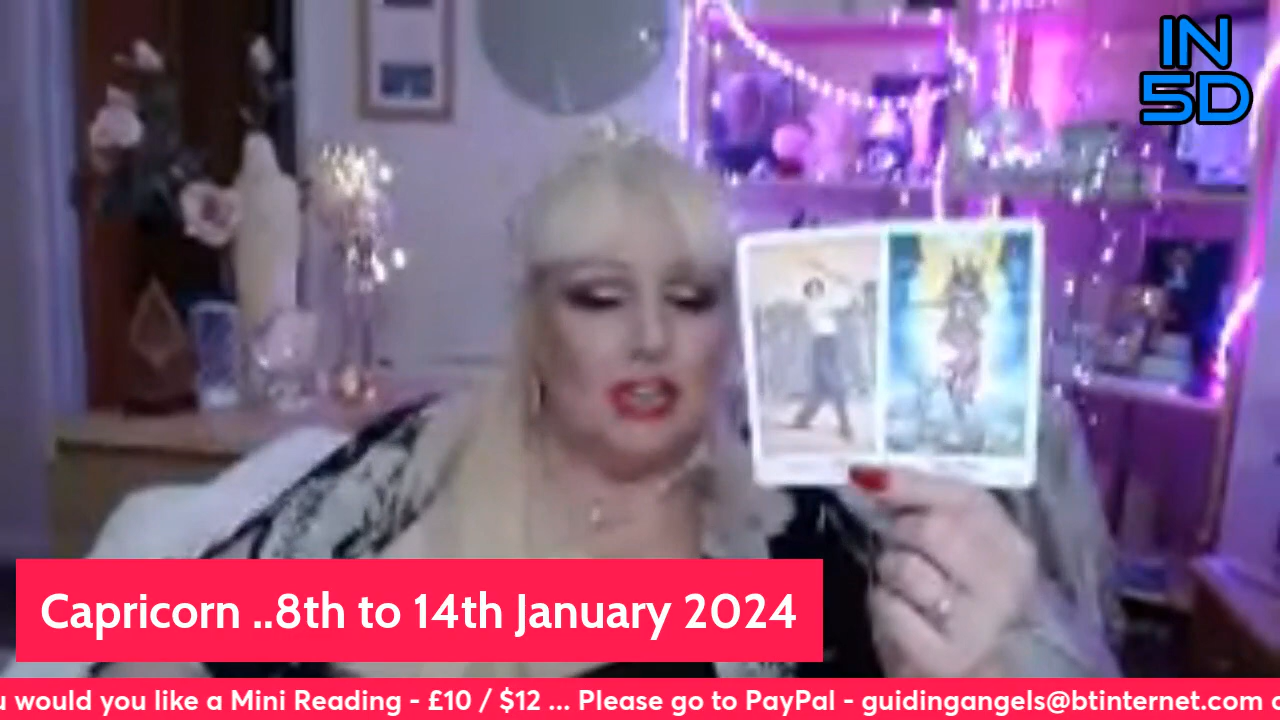 IN
5D
Capricorn ..8th to 14th January 2024
would you like a Mini Reading - £10 / $12 ... Please go to PayPal - guidingangels@btinternet.com